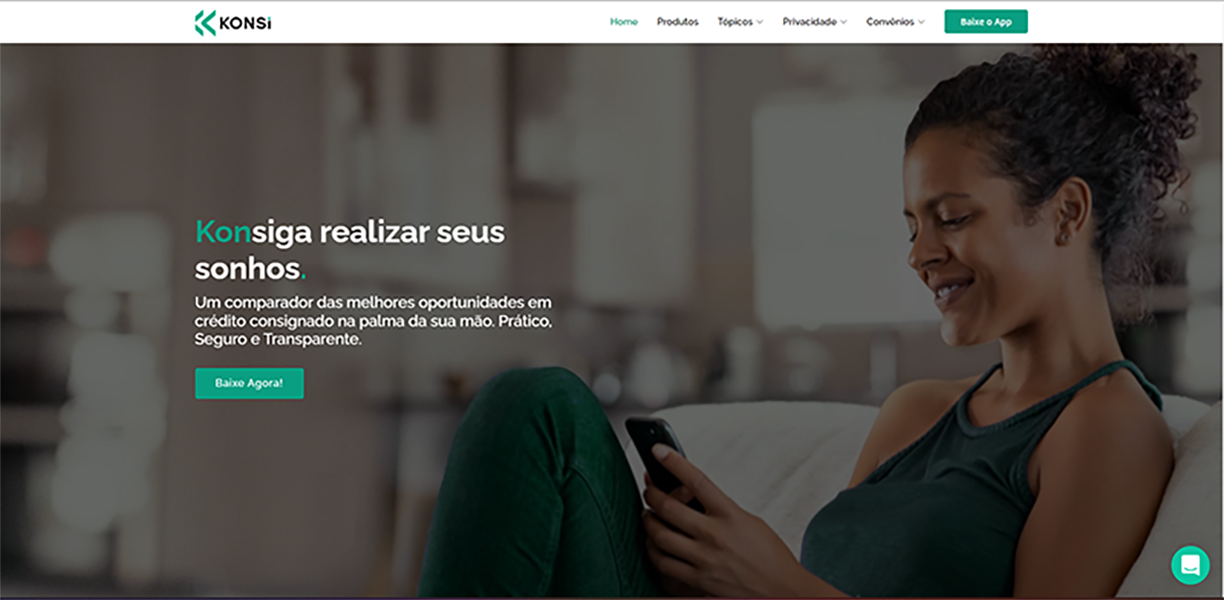 KONSi
Home Produtos Tópicos Privacidade Convênios Baixe o App
Konsiga realizar seus
sonhos.
Um comparador das melhores oportunidades em
crédito consignado na palma da sua mão. Prático,
Seguro e Transparente.
Baixe Agora!